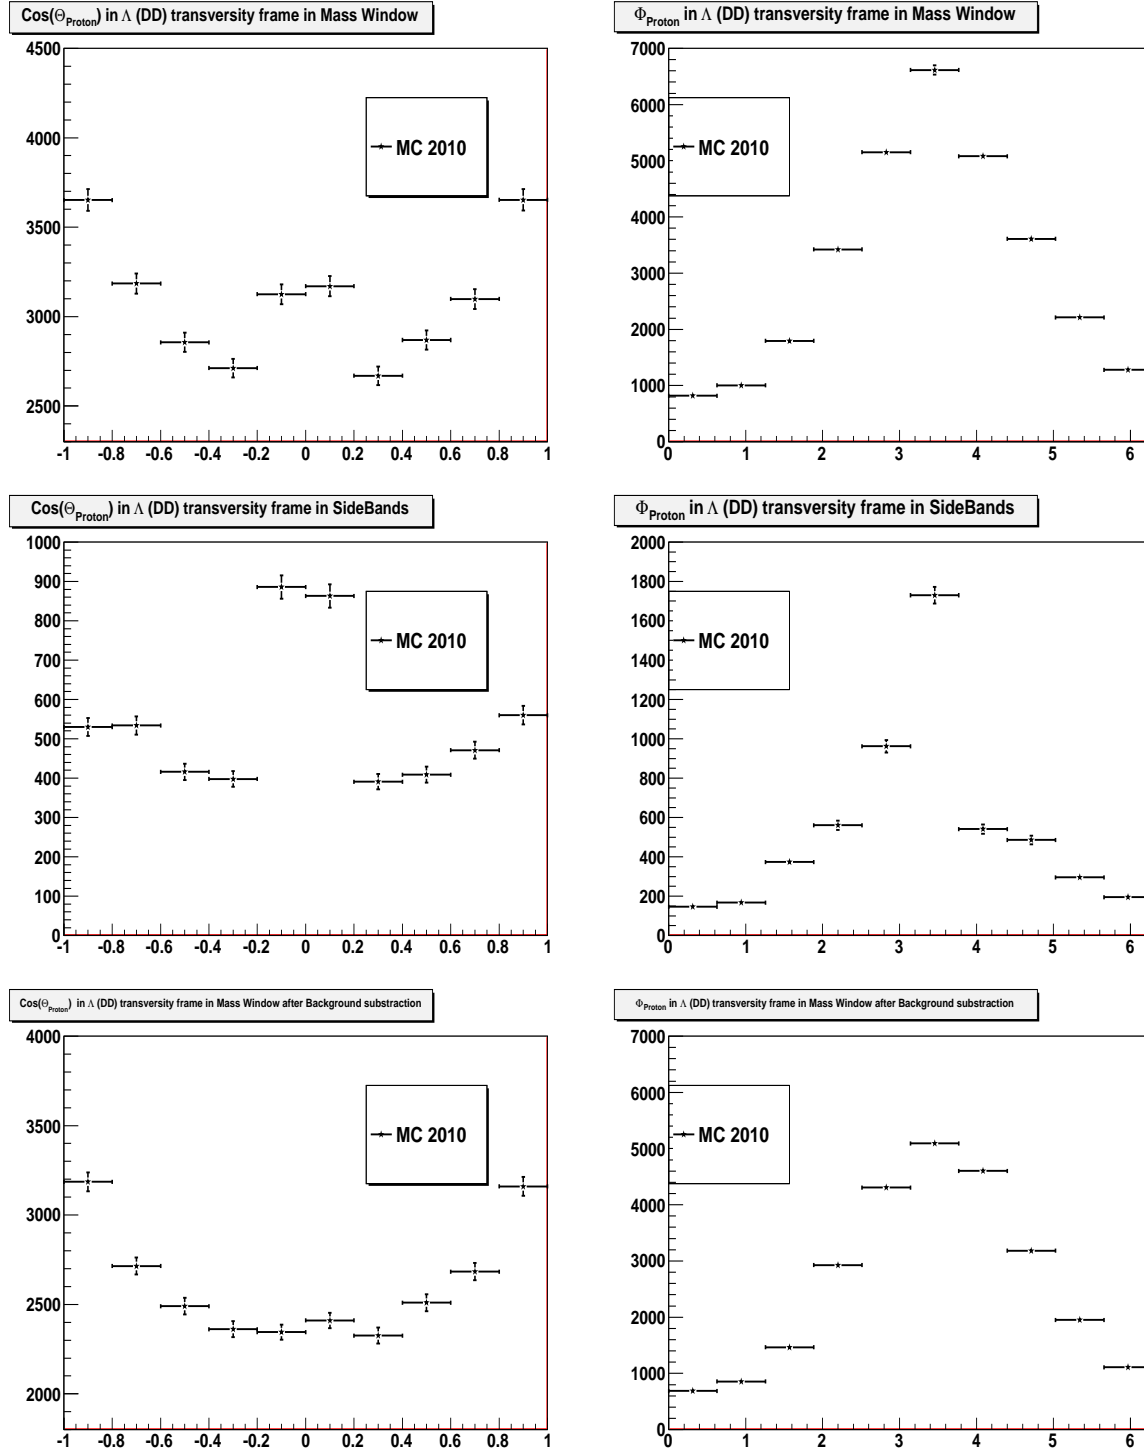 Cos(Θ_Proton) in Λ (DD) transversity frame in Mass Window
4500
4000
3500
3000
2500
-1 -0.8 -0.6 -0.4 -0.2 0 0.2 0.4 0.6 0.8 1
MC 2010
Φ_Proton in Λ (DD) transversity frame in Mass Window
7000
6000
5000
4000
3000
2000
1000
0
0 1 2 3 4 5 6
MC 2010
Cos(Θ_Proton) in Λ (DD) transversity frame in SideBands
1000
900
800
700
600
500
400
300
200
100
0
-1 -0.8 -0.6 -0.4 -0.2 0 0.2 0.4 0.6 0.8 1
MC 2010
Φ_Proton in Λ (DD) transversity frame in SideBands
2000
1800
1600
1400
1200
1000
800
600
400
200
0
0 1 2 3 4 5 6
MC 2010
Cos(Θ_Proton) in Λ (DD) transversity frame in Mass Window after Background substraction
4000
3500
3000
2500
2000
-1 -0.8 -0.6 -0.4 -0.2 0 0.2 0.4 0.6 0.8 1
MC 2010
Φ_Proton in Λ (DD) transversity frame in Mass Window after Background substraction
7000
6000
5000
4000
3000
2000
1000
0
0 1 2 3 4 5 6
MC 2010